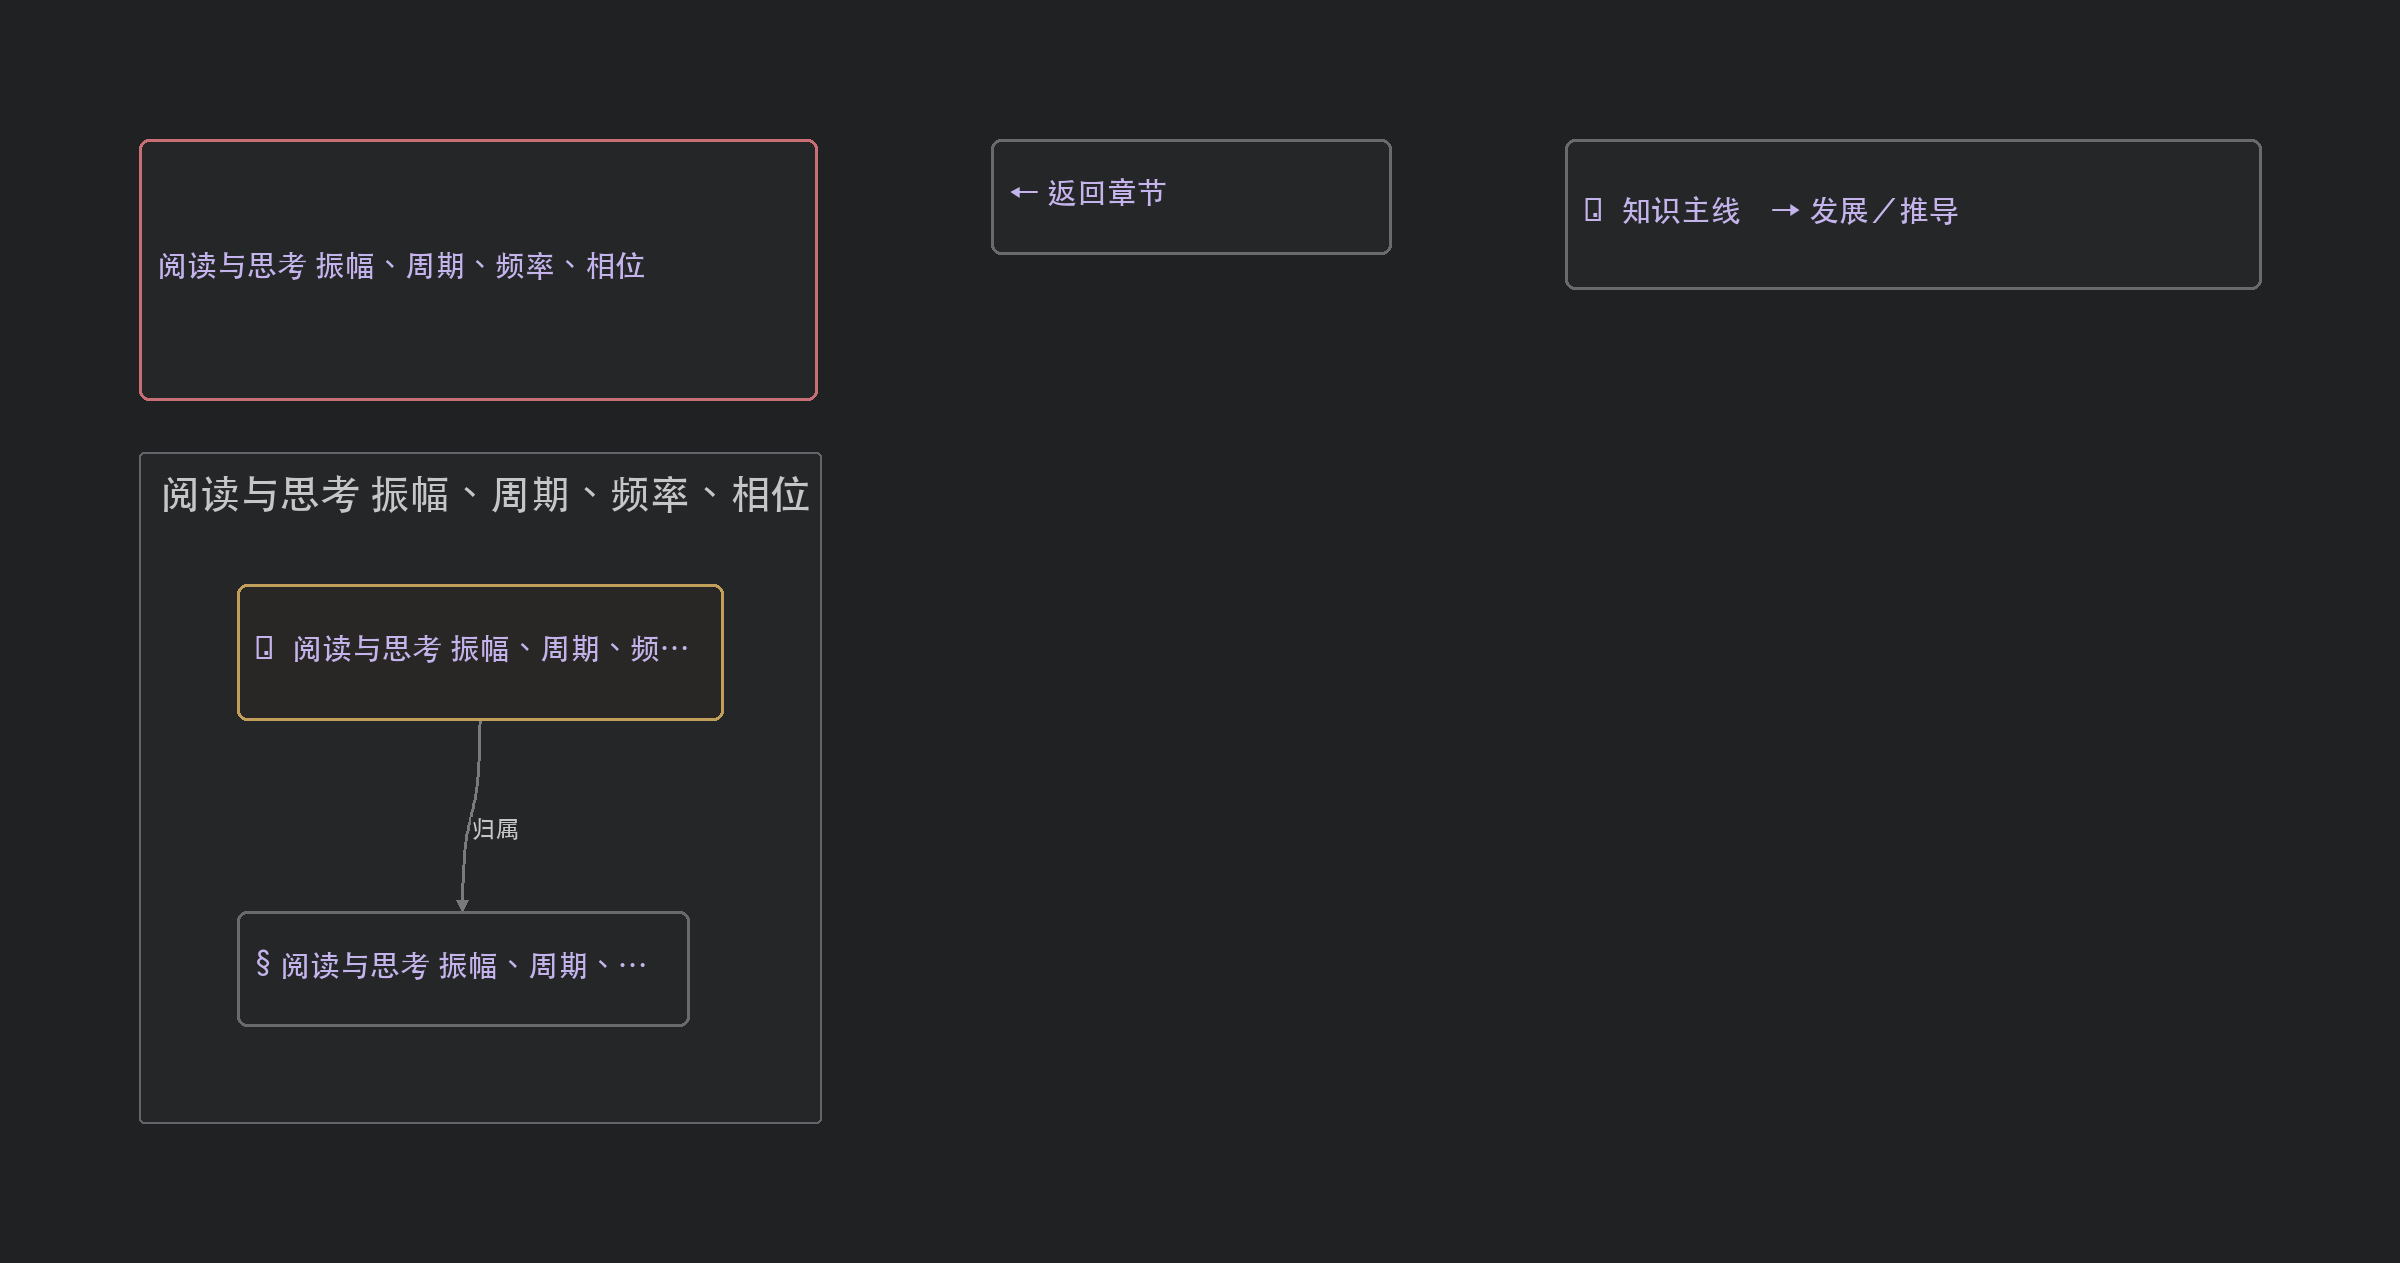 阅读与思考 振幅、周期、频率、相位
← 返回章节
知识主线 → 发展／推导
阅读与思考 振幅、周期、频率、相位
阅读与思考 振幅、周期、频…
归属
§ 阅读与思考 振幅、周期、…